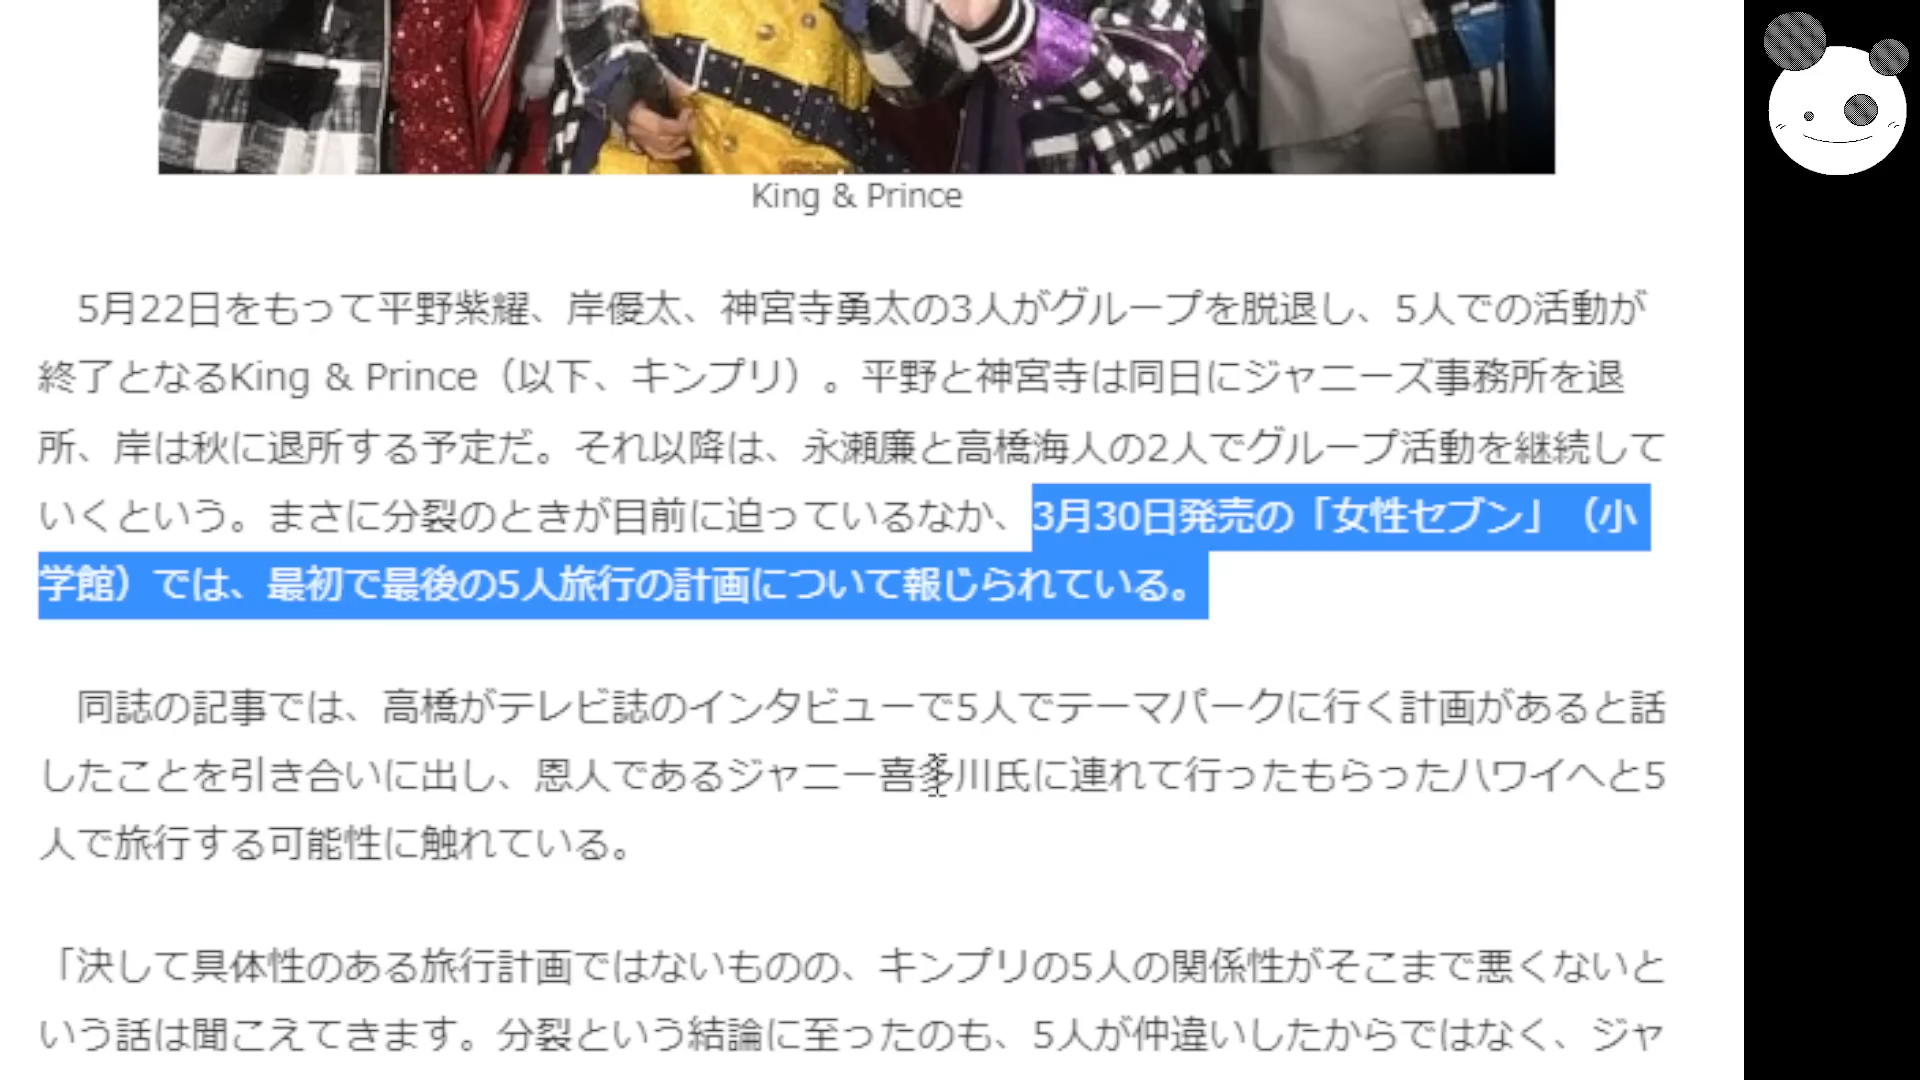 King & Prince
5月22日をもって平野紫耀、岸優太、神宮寺勇太の3人がグループを脱退し、5人での活動が
終了となるKing & Prince（以下、キンプリ）。平野と神宮寺は同日にジャニーズ事務所を退
所、岸は秋に退所する予定だ。それ以降は、永瀬廉と高橋海人の2人でグループ活動を継続して
いくという。まさに分裂のときが目前に迫っているなか、3月30日発売の「女性セブン」（小
学館）では、最初で最後の5人旅行の計画について報じられている。
同誌の記事では、高橋がテレビ誌のインタビューで5人でテーマパークに行く計画があると話
したことを引き合いに出し、恩人であるジャニー喜多川氏に連れて行ったもらったハワイへと5
人で旅行する可能性に触れている。
「決して具体性のある旅行計画ではないものの、キンプリの5人の関係性がそこまで悪くないと
いう話は聞こえてきます。分裂という結論に至ったのも、5人が仲違いしたからではなく、ジャ